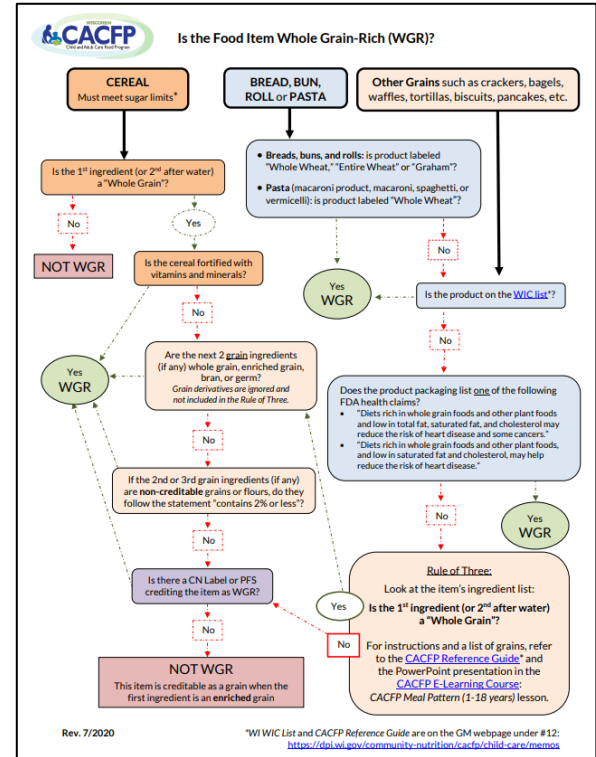 WISCONSIN
CACFP
Child and Adult Care Food Program
Is the Food Item Whole Grain-Rich (WGR)?
CEREAL
Must meet sugar limits*
BREAD, BUN,
ROLL or PASTA
Other Grains such as crackers, bagels,
waffles, tortillas, biscuits, pancakes, etc.
Is the 1st ingredient (or 2nd after water)
a "Whole Grain"?
No
Yes
NOT WGR
Is the cereal fortified with
vitamins and minerals?
No
• Breads, buns, and rolls: is product labeled
"Whole Wheat," "Entire Wheat" or "Graham"?
• Pasta (macaroni product, macaroni, spaghetti, or
vermicelli): is product labeled "Whole Wheat"?
No
Yes
WGR
Is the product on the WIC list*?
No
Are the next 2 grain ingredients
(if any) whole grain, enriched grain,
bran, or germ?
Grain derivatives are ignored and
not included in the Rule of Three.
Yes
WGR
No
Does the product packaging list one of the following
FDA health claims?
• "Diets rich in whole grain foods and other plant foods
and low in total fat, saturated fat, and cholesterol may
reduce the risk of heart disease and some cancers."
• "Diets rich in whole grain foods and other plant foods,
and low in saturated fat and cholesterol, may help
reduce the risk of heart disease."
No
Yes
WGR
If the 2nd or 3rd grain ingredients (if any)
are non-creditable grains or flours, do they
follow the statement "contains 2% or less"?
No
Is there a CN Label or PFS
crediting the item as WGR?
No
Yes
No
Rule of Three:
Look at the item's ingredient list:
Is the 1st ingredient (or 2nd after water)
a "Whole Grain"?
For instructions and a list of grains, refer
to the CACFP Reference Guide* and
the PowerPoint presentation in the
CACFP E-Learning Course:
CACFP Meal Pattern (1-18 years) lesson.
NOT WGR
This item is creditable as a grain when the
first ingredient is an enriched grain
Rev. 7/2020
*WI WIC List and CACFP Reference Guide are on the GM webpage under #12:
https://dpi.wi.gov/community-nutrition/cacfp/child-care/memos